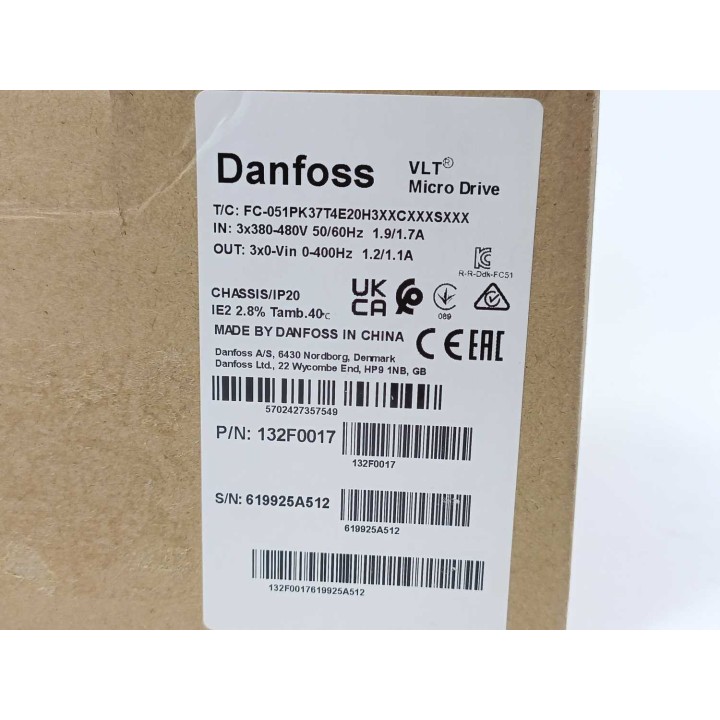 Danfoss
VLT®
Micro Drive
T/C: FC-051PK37T4E20H3XXCXXXSXXX
IN: 3x380-480V 50/60Hz 1.9/1.7A
OUT: 3x0-Vin 0-400Hz 1.2/1.1A
R-R-Ddk-FC51
CHASSIS/IP20
IE2 2.8% Tamb.40°C
UK
CA
089
MADE BY DANFOSS IN CHINA
CE EAC
Danfoss A/S, 6430 Nordborg, Denmark
Danfoss Ltd., 22 Wycombe End, HP9 1NB, GB
5702427357549
P/N: 132F0017
132F0017
S/N: 619925A512
619925A512
132F0017619925A512